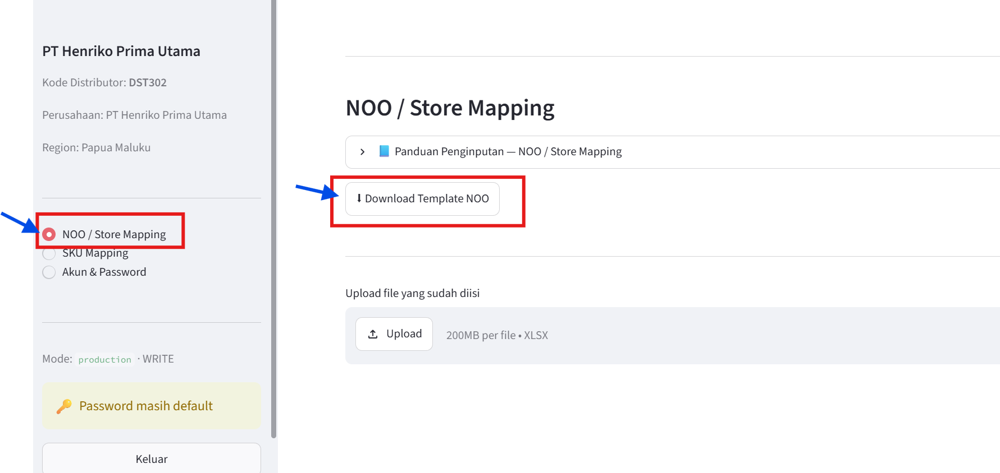 PT Henriko Prima Utama
Kode Distributor: DST302
Perusahaan: PT Henriko Prima Utama
Region: Papua Maluku
NOO / Store Mapping
SKU Mapping
Akun & Password
Mode: production · WRITE
🔑 Password masih default
Keluar
NOO / Store Mapping
📘 Panduan Penginputan — NOO / Store Mapping
⬇ Download Template NOO
Upload file yang sudah diisi
Upload
200MB per file • XLSX